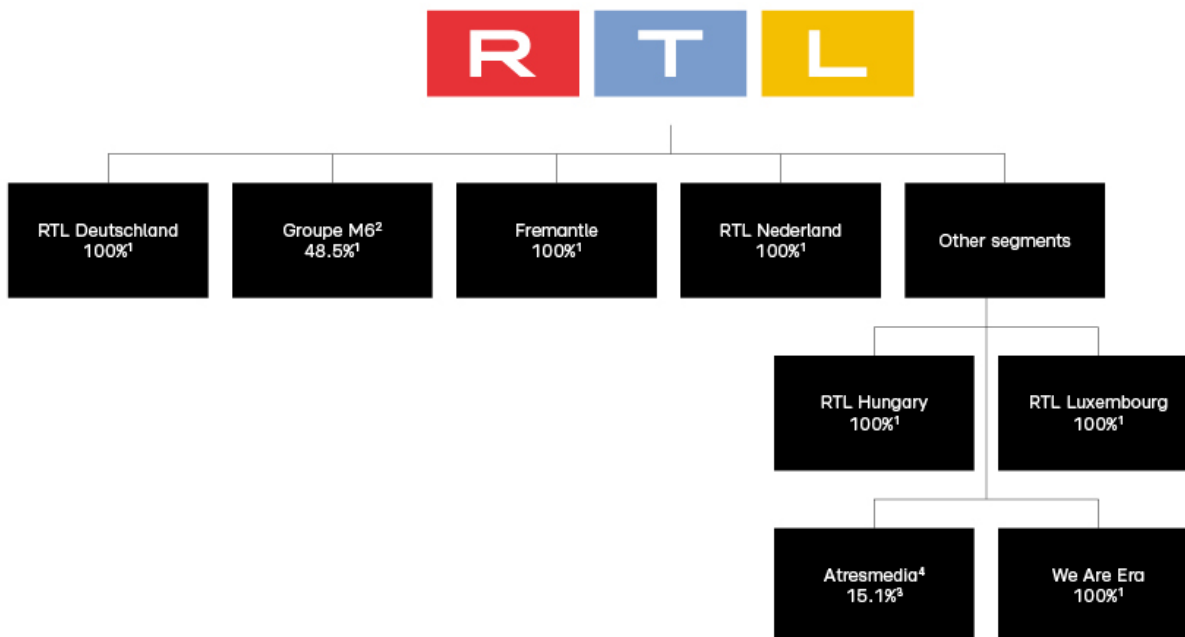 R T L
RTL Deutschland
100%¹
Groupe M6²
48.5%¹
Fremantle
100%¹
RTL Nederland
100%¹
Other segments
RTL Hungary
100%¹
RTL Luxembourg
100%¹
Atresmedia⁴
15.1%³
We Are Era
100%¹